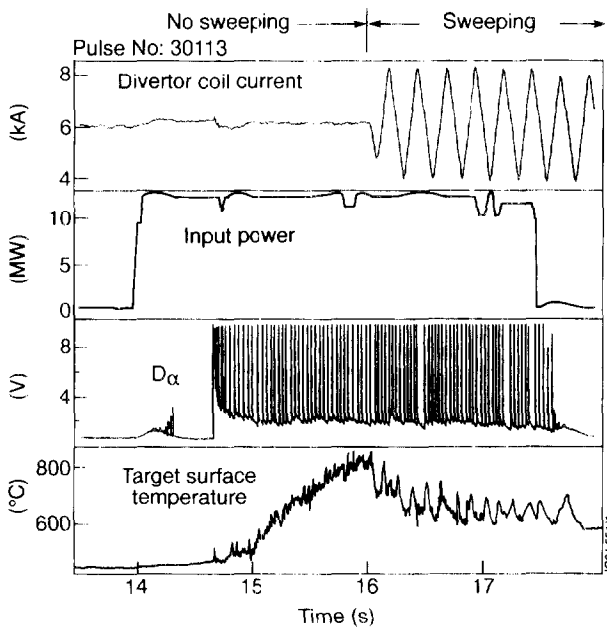 No sweeping Sweeping
Pulse No: 30113
Divertor coil current
(kA)
8
6
4
Input power
(MW)
10
5
0
Dα
(V)
8
4
Target surface
temperature
(°C)
800
600
14 15 16 17
Time (s)